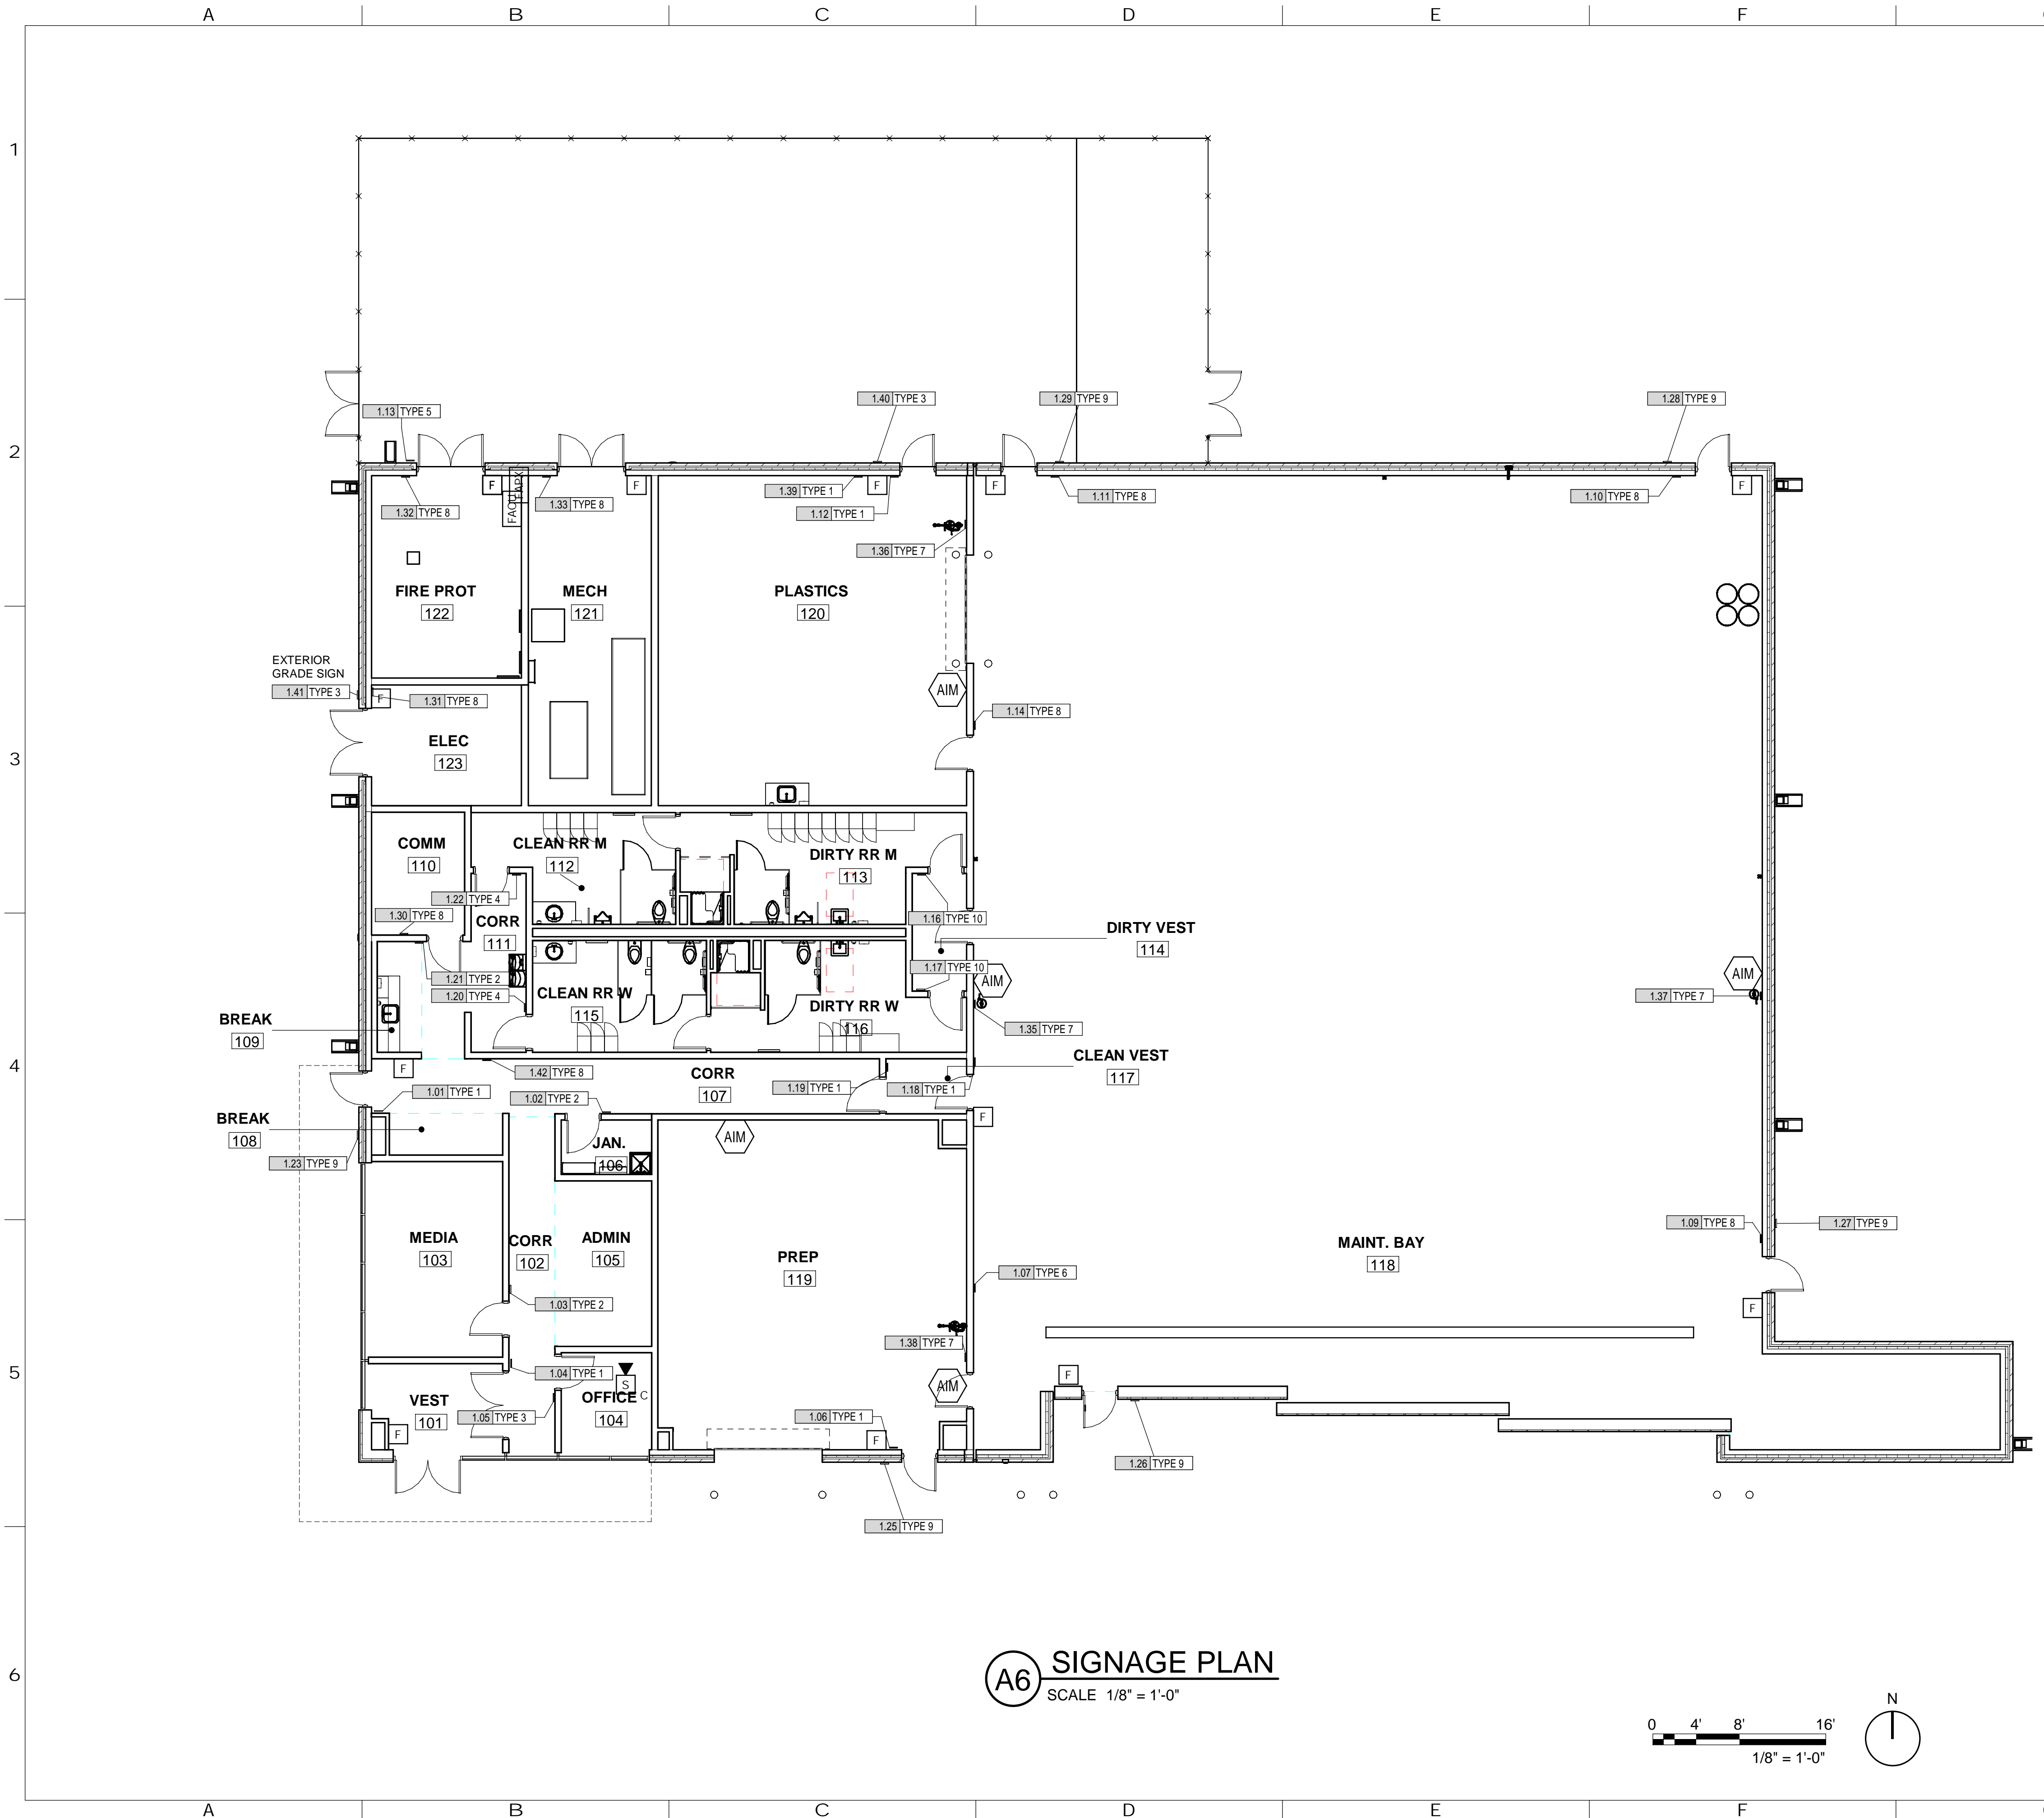 A B C D E F
1
1.40 TYPE 3
1.29 TYPE 9
1.28 TYPE 9
1.13 TYPE 5
2
FACU
FAPX
F
F
1.39 TYPE 1
F
F
1.11 TYPE 8
1.10 TYPE 8
F
1.32 TYPE 8
1.33 TYPE 8
1.12 TYPE 1
1.36 TYPE 7
FIRE PROT
122
MECH
121
PLASTICS
120
EXTERIOR
GRADE SIGN
1.41 TYPE 3
F
1.31 TYPE 8
AIM
1.14 TYPE 8
ELEC
123
3
COMM
110
CLEAN RR M
112
DIRTY RR M
113
1.22 TYPE 4
1.30 TYPE 8
CORR
111
1.16 TYPE 10
DIRTY VEST
114
1.21 TYPE 2
1.17 TYPE 10
AIM
AIM
1.20 TYPE 4
CLEAN RR W
115
DIRTY RR W
116
1.37 TYPE 7
1.35 TYPE 7
BREAK
109
CLEAN VEST
117
4
F
1.42 TYPE 8
CORR
107
1.19 TYPE 1
1.18 TYPE 1
1.01 TYPE 1
1.02 TYPE 2
F
BREAK
108
AIM
JAN.
106
1.23 TYPE 9
1.09 TYPE 8
1.27 TYPE 9
MEDIA
103
CORR
102
ADMIN
105
PREP
119
MAINT. BAY
118
1.07 TYPE 6
1.03 TYPE 2
F
1.38 TYPE 7
5
1.04 TYPE 1
S
C
AIM
F
VEST
101
OFFICE
104
1.05 TYPE 3
1.06 TYPE 1
F
F
1.26 TYPE 9
1.25 TYPE 9
6
A6
SIGNAGE PLAN
SCALE 1/8" = 1'-0"
N
0 4' 8' 16'
1/8" = 1'-0"
A B C D E F